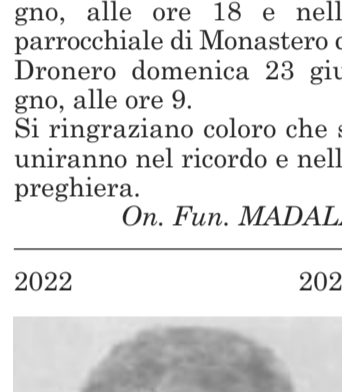 gno, alle ore 18 e nell
parrocchiale di Monastero
Dronero domenica 23 giu
gno, alle ore 9.
Si ringraziano coloro che
uniranno nel ricordo e nell
preghiera.
On. Fun. MADAL
2022 202